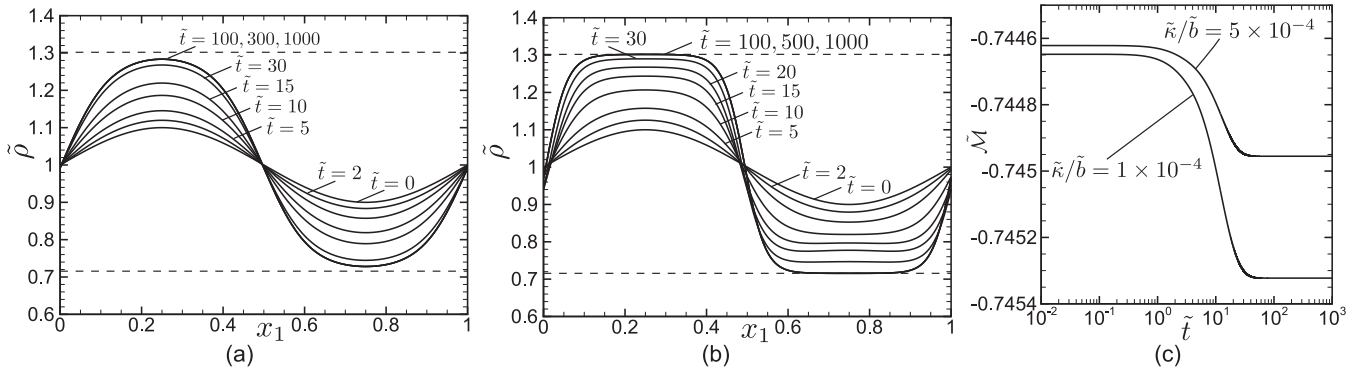 1.4
1.3
1.2
1.1
1
0.9
0.8
0.7
0.6
ρ̃
t̃ = 100, 300, 1000
t̃ = 30
t̃ = 15
t̃ = 10
t̃ = 5
t̃ = 2
t̃ = 0
0 0.2 0.4 0.6 0.8 1
x₁
(a)
1.4
1.3
1.2
1.1
1
0.9
0.8
0.7
0.6
ρ̃
t̃ = 30
t̃ = 100, 500, 1000
t̃ = 20
t̃ = 15
t̃ = 10
t̃ = 5
t̃ = 2
t̃ = 0
0 0.2 0.4 0.6 0.8 1
x₁
(b)
-0.7446
-0.7448
-0.745
-0.7452
-0.7454
M̃
κ̃/b̃ = 5 × 10⁻⁴
κ̃/b̃ = 1 × 10⁻⁴
10⁻² 10⁻¹ 10⁰ 10¹ 10² 10³
t̃
(c)